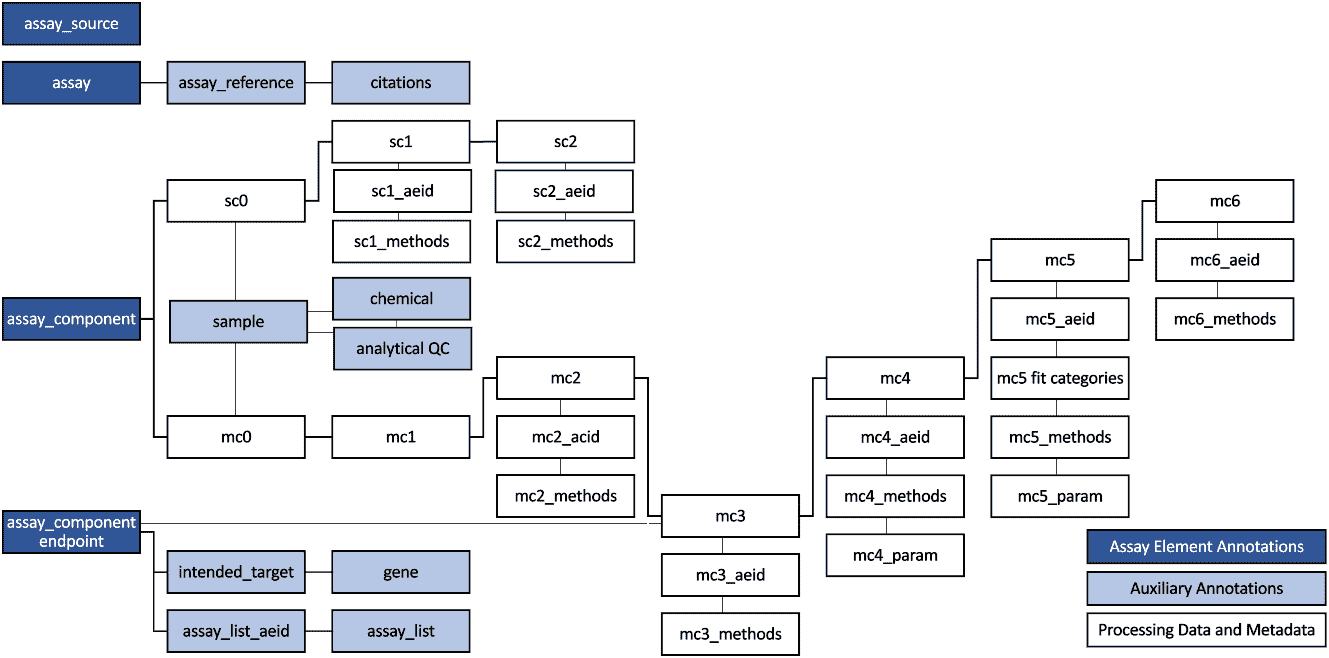 assay_source
assay
assay_reference
citations
sc1
sc2
sc1_aeid
sc2_aeid
sc0
mc6
sc1_methods
sc2_methods
mc5
mc6_aeid
chemical
assay_component
sample
mc5_aeid
mc6_methods
analytical QC
mc2
mc4
mc5 fit categories
mc0
mc1
mc2_acid
mc4_aeid
mc5_methods
mc2_methods
mc4_methods
mc5_param
assay_component
endpoint
mc3
mc4_param
Assay Element Annotations
intended_target
gene
mc3_aeid
Auxiliary Annotations
assay_list_aeid
assay_list
mc3_methods
Processing Data and Metadata